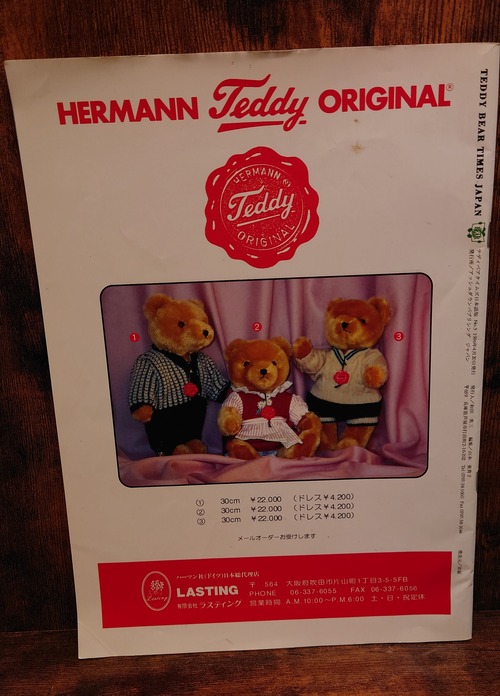 HERMANN Teddy ORIGINAL®
HERMANN ®
Teddy
ORIGINAL
①
②
③
① 30cm ¥22.000 (ドレス¥4.200)
② 30cm ¥22.000 (ドレス¥4.200)
③ 30cm ¥22.000 (ドレス¥4.200)
メールオーダーお受けします
ハーマン社(ドイツ)日本総代理店
Lasting
LASTING
有限会社 ラスティング
〒 564 大阪府吹田市片山町1丁目3-5-5FB
PHONE 06-337-6055 FAX 06-337-6056
営業時間 A.M.10:00~P.M.6:00 土・日・祝定休
TEDDY BEAR TIMES JAPAN